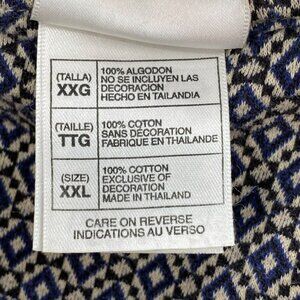 (TALLA)
XXG
100% ALGODON
NO SE INCLUYEN LAS
DECORACION
HECHO EN TAILANDIA
(TAILLE)
TTG
100% COTON
SANS DÉCORATION
FABRIQUE EN THAILANDE
(SIZE)
XXL
100% COTTON
EXCLUSIVE OF
DECORATION
MADE IN THAILAND
CARE ON REVERSE
INDICATIONS AU VERSO